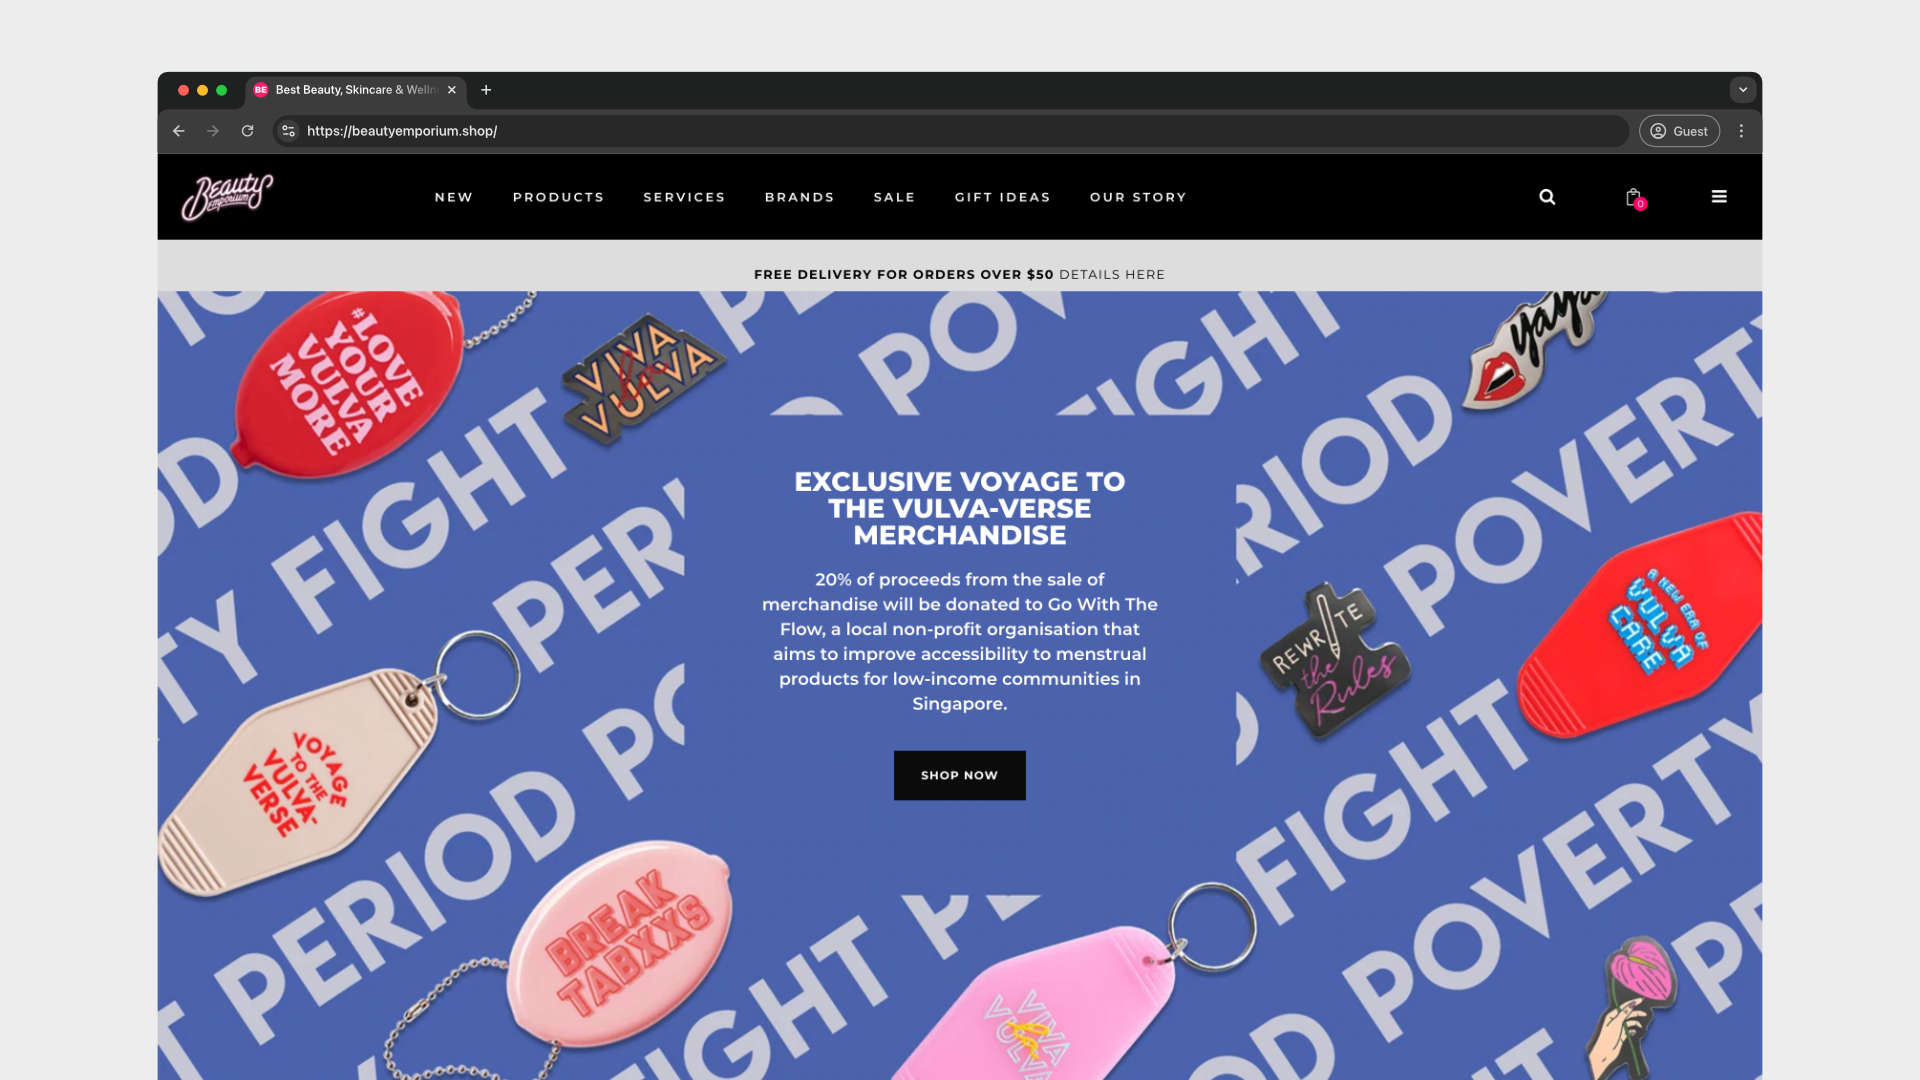 BE Best Beauty, Skincare & Welln
https://beautyemporium.shop/
Guest
Beauty
Emporium
NEW
PRODUCTS
SERVICES
BRANDS
SALE
GIFT IDEAS
OUR STORY
0
FREE DELIVERY FOR ORDERS OVER $50 DETAILS HERE
#LOVE
YOUR
VULVA
MORE
VIVA
la
VULVA
yaya
EXCLUSIVE VOYAGE TO
THE VULVA-VERSE
MERCHANDISE
20% of proceeds from the sale of
merchandise will be donated to Go With The
Flow, a local non-profit organisation that
aims to improve accessibility to menstrual
products for low-income communities in
Singapore.
SHOP NOW
REWRITE
the
Rules
A NEW ERA OF
VULVA
CARE
VOYAGE
TO THE
VULVA-
VERSE
BREAK
TABXXS
VIVA
VULVA
FIGHT PERIOD POVERTY
FIGHT PERIOD POVERTY